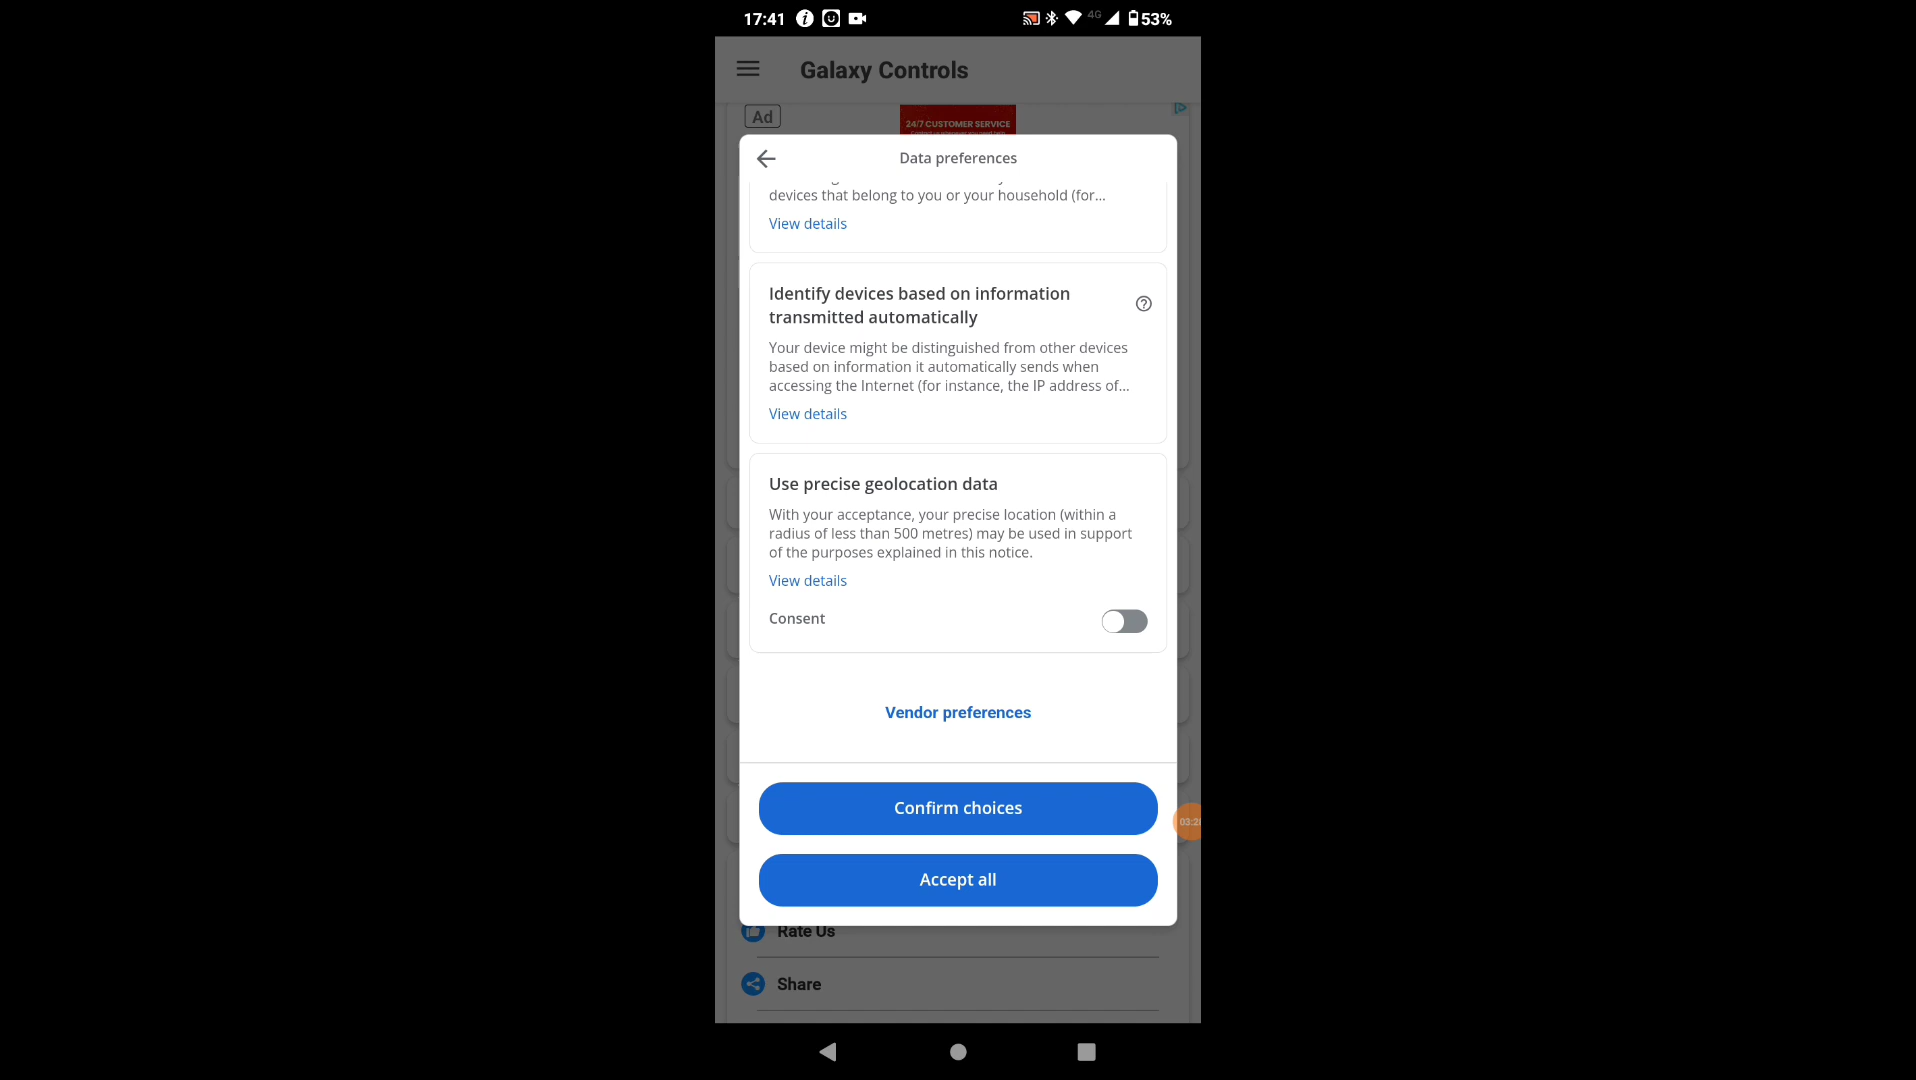 17:41
4G
53%
Galaxy Controls
Ad
24/7 CUSTOMER SERVICE
Data preferences
devices that belong to you or your household (for...
View details
Identify devices based on information
transmitted automatically
Your device might be distinguished from other devices
based on information it automatically sends when
accessing the Internet (for instance, the IP address of...
View details
Use precise geolocation data
With your acceptance, your precise location (within a
radius of less than 500 metres) may be used in support
of the purposes explained in this notice.
View details
Consent
Vendor preferences
Confirm choices
03:28
Accept all
Rate Us
Share